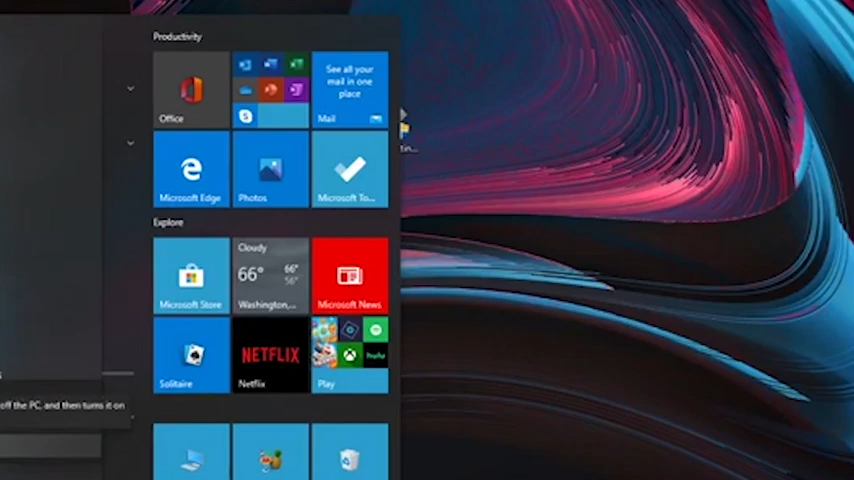 Productivity
See all your
mail in one
place
Office
Mail
Microsoft Edge
Photos
Microsoft To...
Explore
Cloudy
66°
66°
56°
Microsoft Store
Washington,...
Microsoft News
NETFLIX
hulu
Solitaire
Netflix
Play
off the PC, and then turns it on